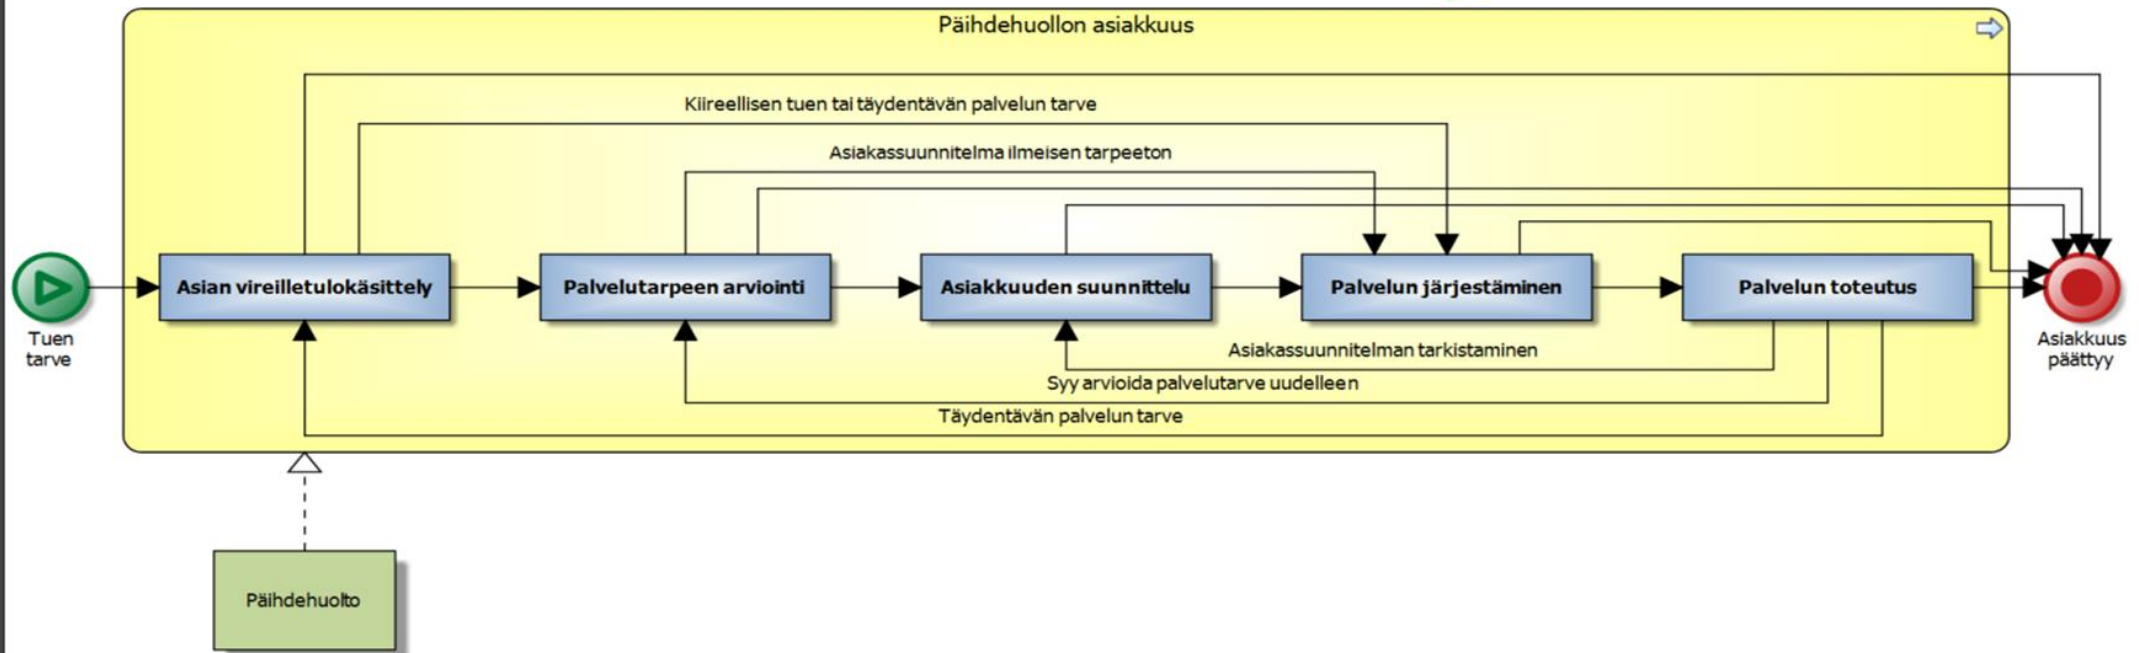 Päihdehuollon asiakkuus
Kiireellisen tuen tai täydentävän palvelun tarve
Asiakassuunnitelma ilmeisen tarpeeton
Asian vireilletulokäsittely
Palvelutarpeen arviointi
Asiakkuuden suunnittelu
Palvelun järjestäminen
Palvelun toteutus
Tuen
tarve
Asiakkuus
päättyy
Asiakassuunnitelman tarkistaminen
Syy arvioida palvelutarve uudelleen
Täydentävän palvelun tarve
Päihdehuolto